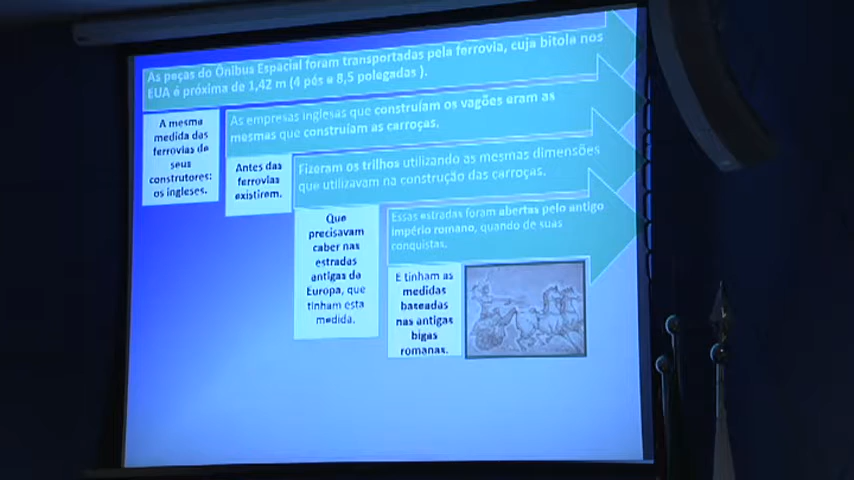 As peças do Ônibus Espacial foram transportadas pela ferrovia, cuja bitola nos
EUA é próxima de 1,42 m (4 pés e 8,5 polegadas ).
A mesma
medida das
ferrovias de
seus
construtores:
os ingleses.
As empresas inglesas que construíam os vagões eram as
mesmas que construíam as carroças.
Antes das
ferrovias
existirem.
Fizeram os trilhos utilizando as mesmas dimensões
que utilizavam na construção das carroças.
Que
precisavam
caber nas
estradas
antigas da
Europa, que
tinham esta
medida.
Essas estradas foram abertas pelo antigo
império romano, quando de suas
conquistas.
E tinham as
medidas
baseadas
nas antigas
bigas
romanas.